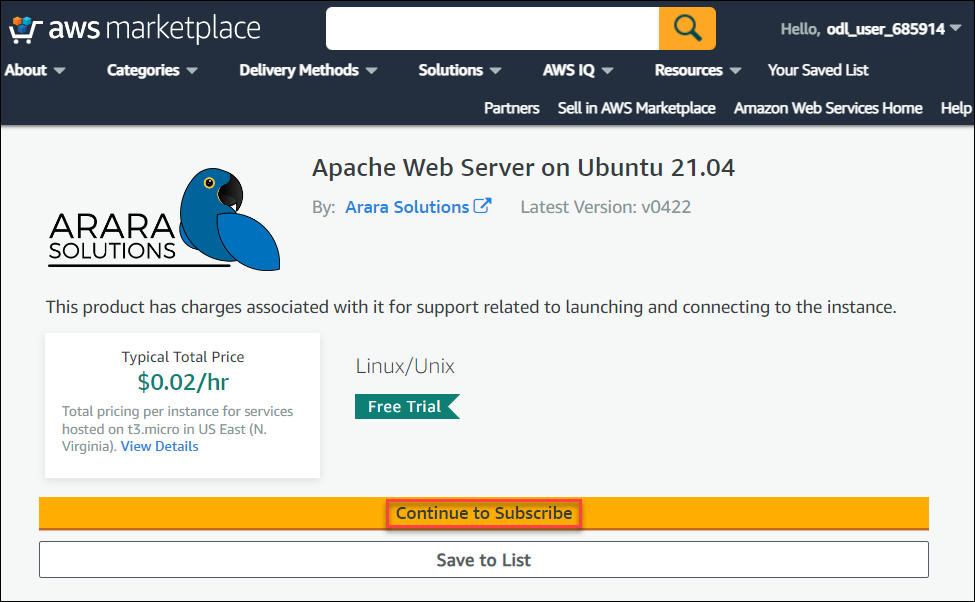 aws marketplace
Hello, odl_user_685914
About Categories Delivery Methods Solutions AWS IQ Resources Your Saved List
Partners Sell in AWS Marketplace Amazon Web Services Home Help
Apache Web Server on Ubuntu 21.04
By: Arara Solutions Latest Version: v0422
ARARA
SOLUTIONS
This product has charges associated with it for support related to launching and connecting to the instance.
Typical Total Price
$0.02/hr
Total pricing per instance for services
hosted on t3.micro in US East (N.
Virginia). View Details
Linux/Unix
Free Trial
Continue to Subscribe
Save to List